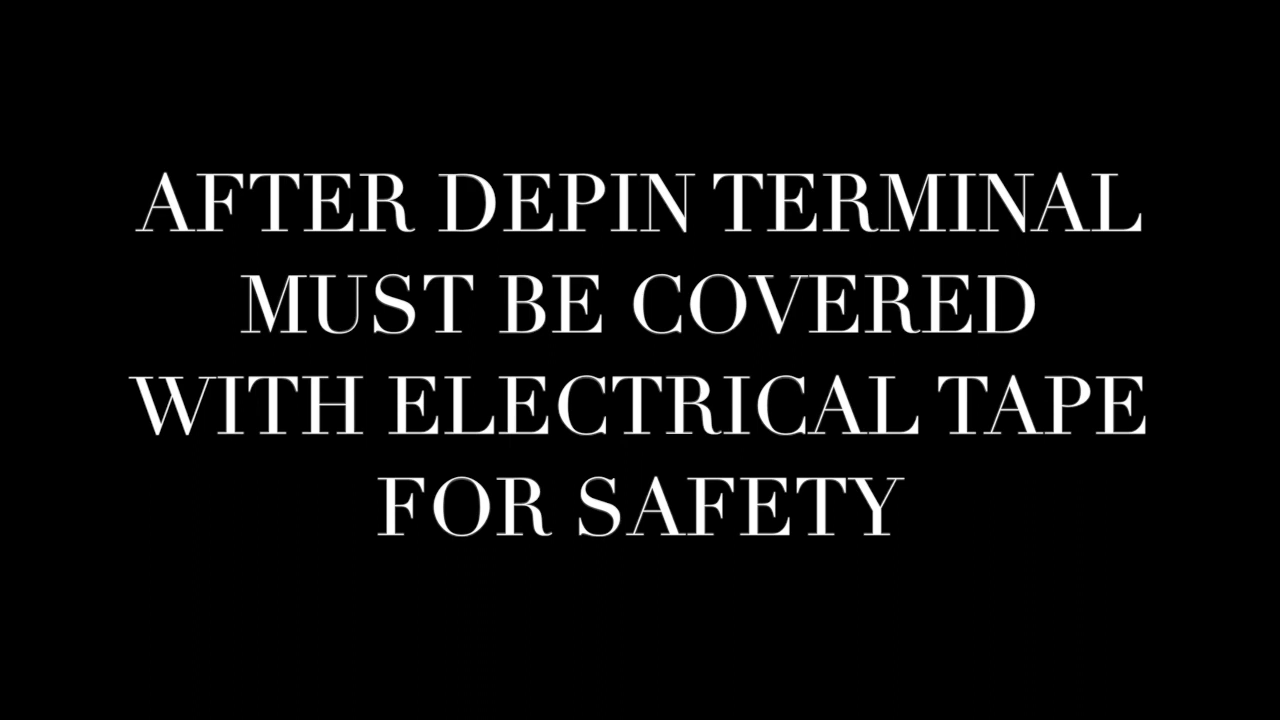 AFTER DEPIN TERMINAL
MUST BE COVERED
WITH ELECTRICAL TAPE
FOR SAFETY